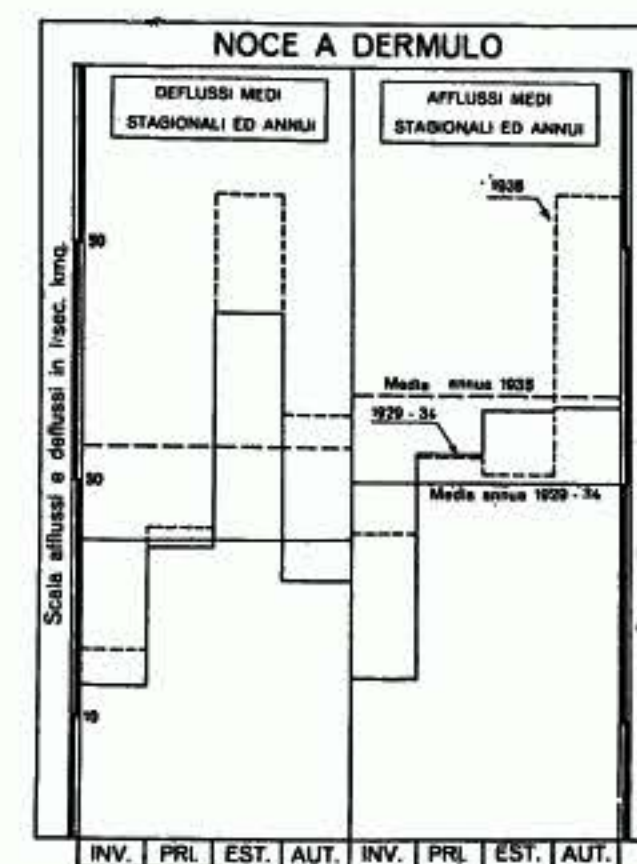 NOCE A DERMULO
DEFLUSSI MEDI
STAGIONALI ED ANNUI
AFFLUSSI MEDI
STAGIONALI ED ANNUI
Scala afflussi e deflussi in l/sec. kmq.
50
30
10
1935
Media annua 1935
1929 - 34
Media annua 1929 - 34
INV. PRI. EST. AUT. INV. PRI. EST. AUT.